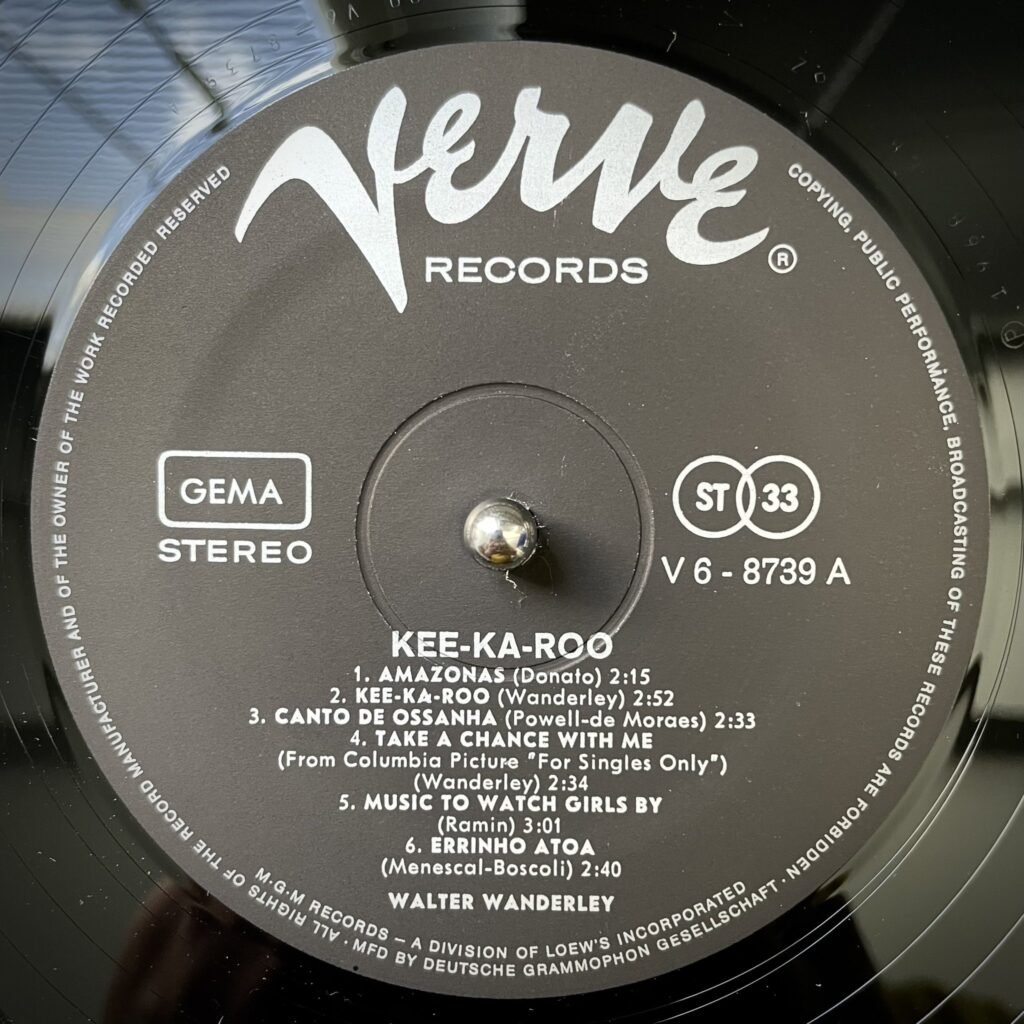 Verve
RECORDS ®
GEMA
STEREO
ST 33
V 6 - 8739 A
KEE-KA-ROO
1. AMAZONAS (Donato) 2:15
2. KEE-KA-ROO (Wanderley) 2:52
3. CANTO DE OSSANHA (Powell-de Moraes) 2:33
4. TAKE A CHANCE WITH ME
(From Columbia Picture "For Singles Only")
(Wanderley) 2:34
5. MUSIC TO WATCH GIRLS BY
(Ramin) 3:01
6. ERRINHO ATOA
(Menescal-Boscoli) 2:40
WALTER WANDERLEY
M.G.M RECORDS – A DIVISION OF LOEW'S INCORPORATED
· MFD BY DEUTSCHE GRAMMOPHON GESELLSCHAFT ·
ALL RIGHTS OF THE RECORD MANUFACTURER AND OF THE OWNER OF THE WORK RECORDED RESERVED
COPYING, PUBLIC PERFORMANCE, BROADCASTING OF THESE RECORDS ARE FORBIDDEN
℗ 1968